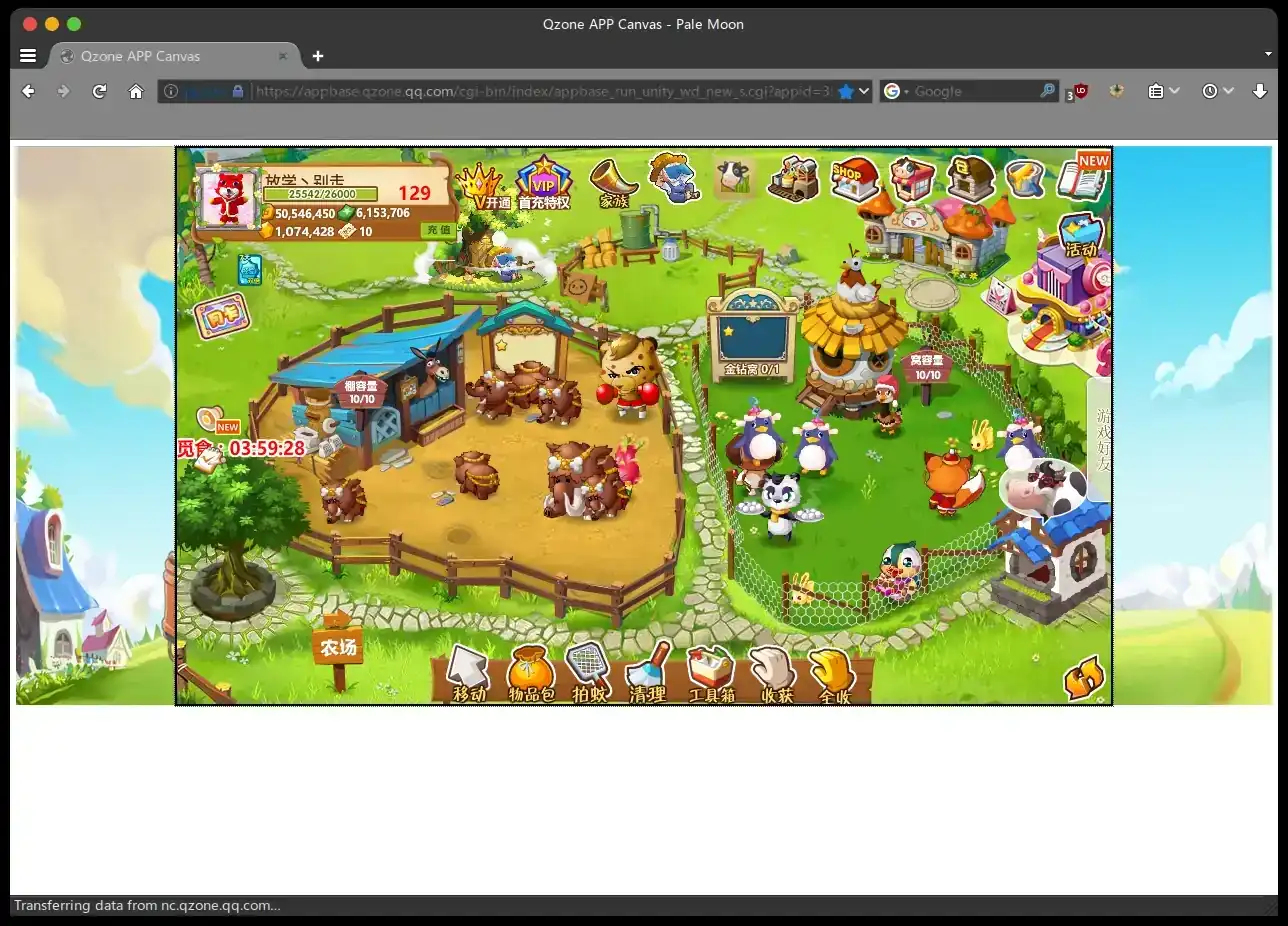 Qzone APP Canvas - Pale Moon
Qzone APP Canvas
https://appbase.qzone.qq.com/cgi-bin/index/appbase_run_unity_wd_new_s.cgi?appid=3
Google
3
放学丶别走
25542/26000
129
50,546,450
6,153,706
1,074,428
10
充值
V开通
VIP
首充特权
家族
SHOP
NEW
活动
月卡
棚容量
10/10
金钻窝 0/1
窝容量
10/10
NEW
觅食：03:59:28
游戏好友
农场
移动
物品包
拍蚊
清理
工具箱
收获
全收
Transferring data from nc.qzone.qq.com...